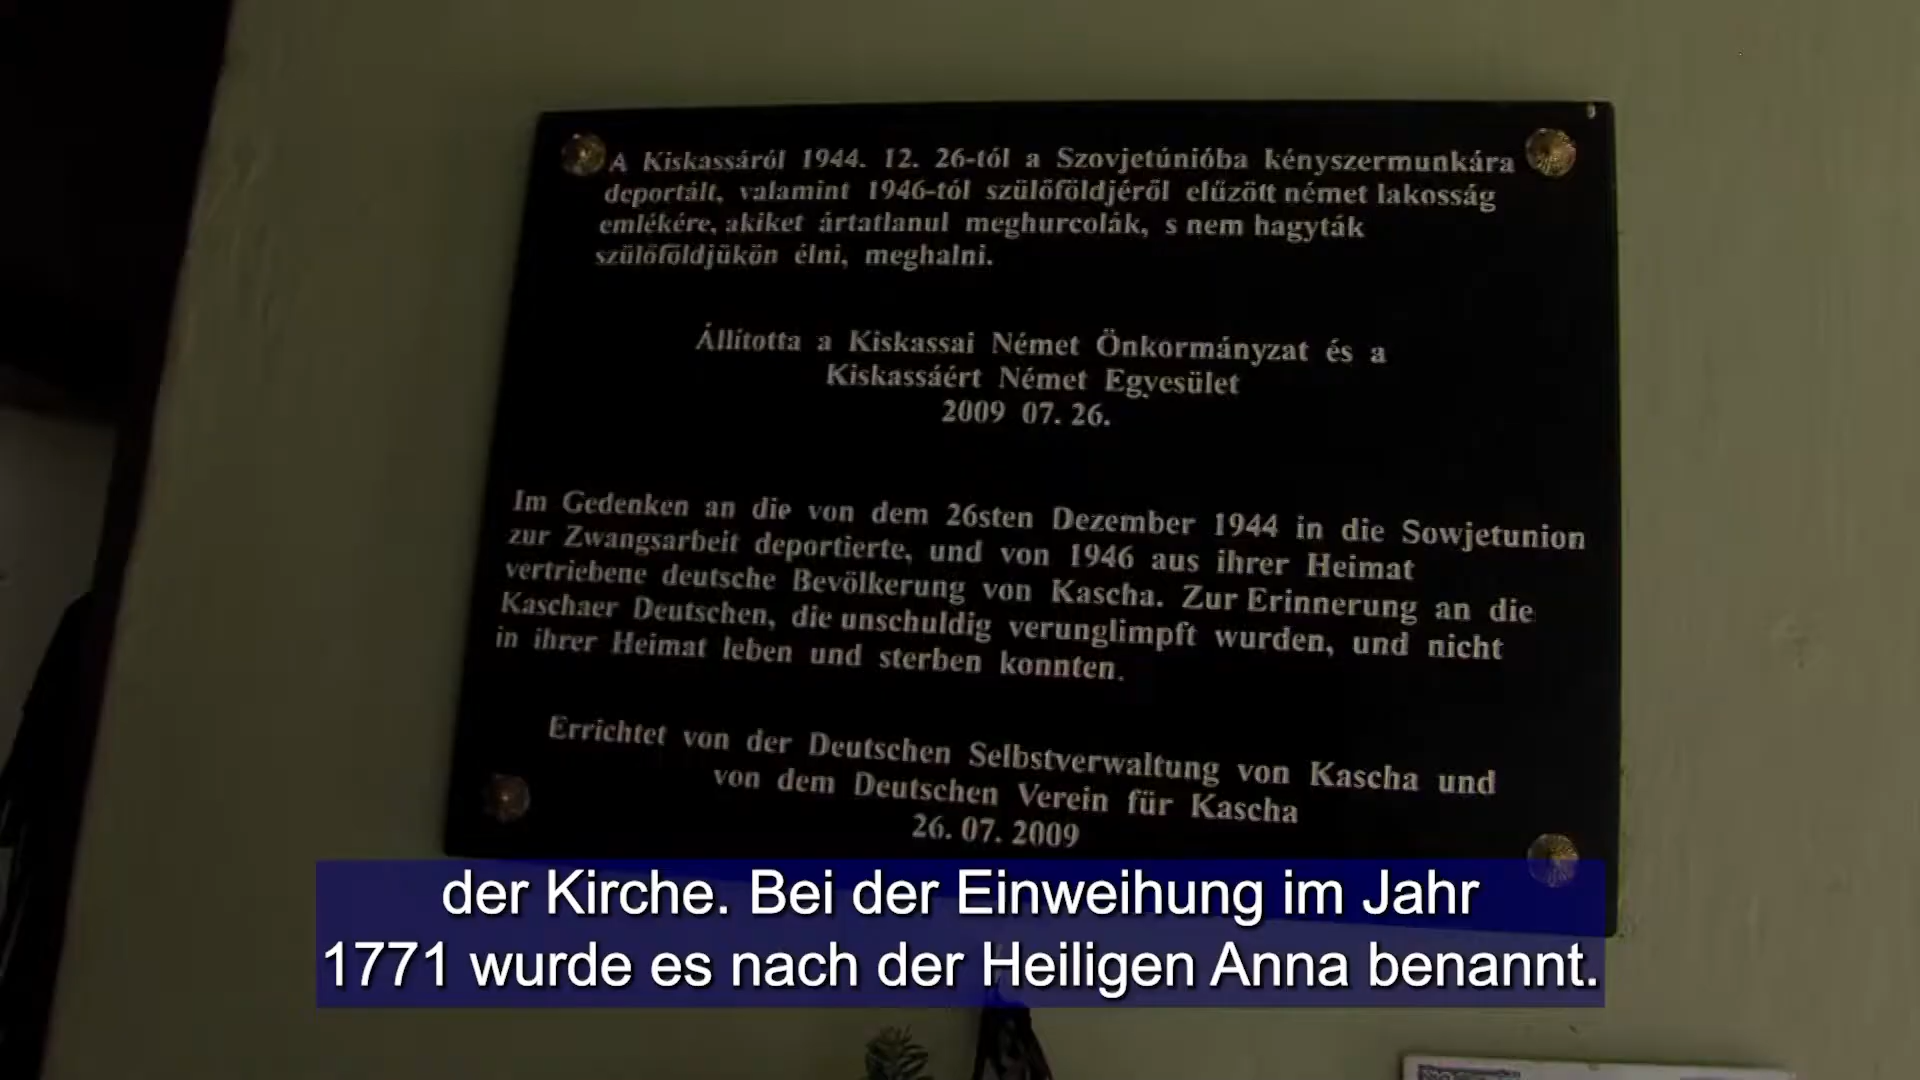 A Kiskassáról 1944. 12. 26-tól a Szovjetúnióba kényszermunkára
deportált, valamint 1946-tól szülőföldjéről elűzött német lakosság
emlékére, akiket ártatlanul meghurcolák, s nem hagyták
szülőföldjükön élni, meghalni.
Állította a Kiskassai Német Önkormányzat és a
Kiskassáért Német Egyesület
2009 07. 26.
Im Gedenken an die von dem 26sten Dezember 1944 in die Sowjetunion
zur Zwangsarbeit deportierte, und von 1946 aus ihrer Heimat
vertriebene deutsche Bevölkerung von Kascha. Zur Erinnerung an die
Kaschaer Deutschen, die unschuldig verunglimpft wurden, und nicht
in ihrer Heimat leben und sterben konnten.
Errichtet von der Deutschen Selbstverwaltung von Kascha und
von dem Deutschen Verein für Kascha
26. 07. 2009
der Kirche. Bei der Einweihung im Jahr
1771 wurde es nach der Heiligen Anna benannt.